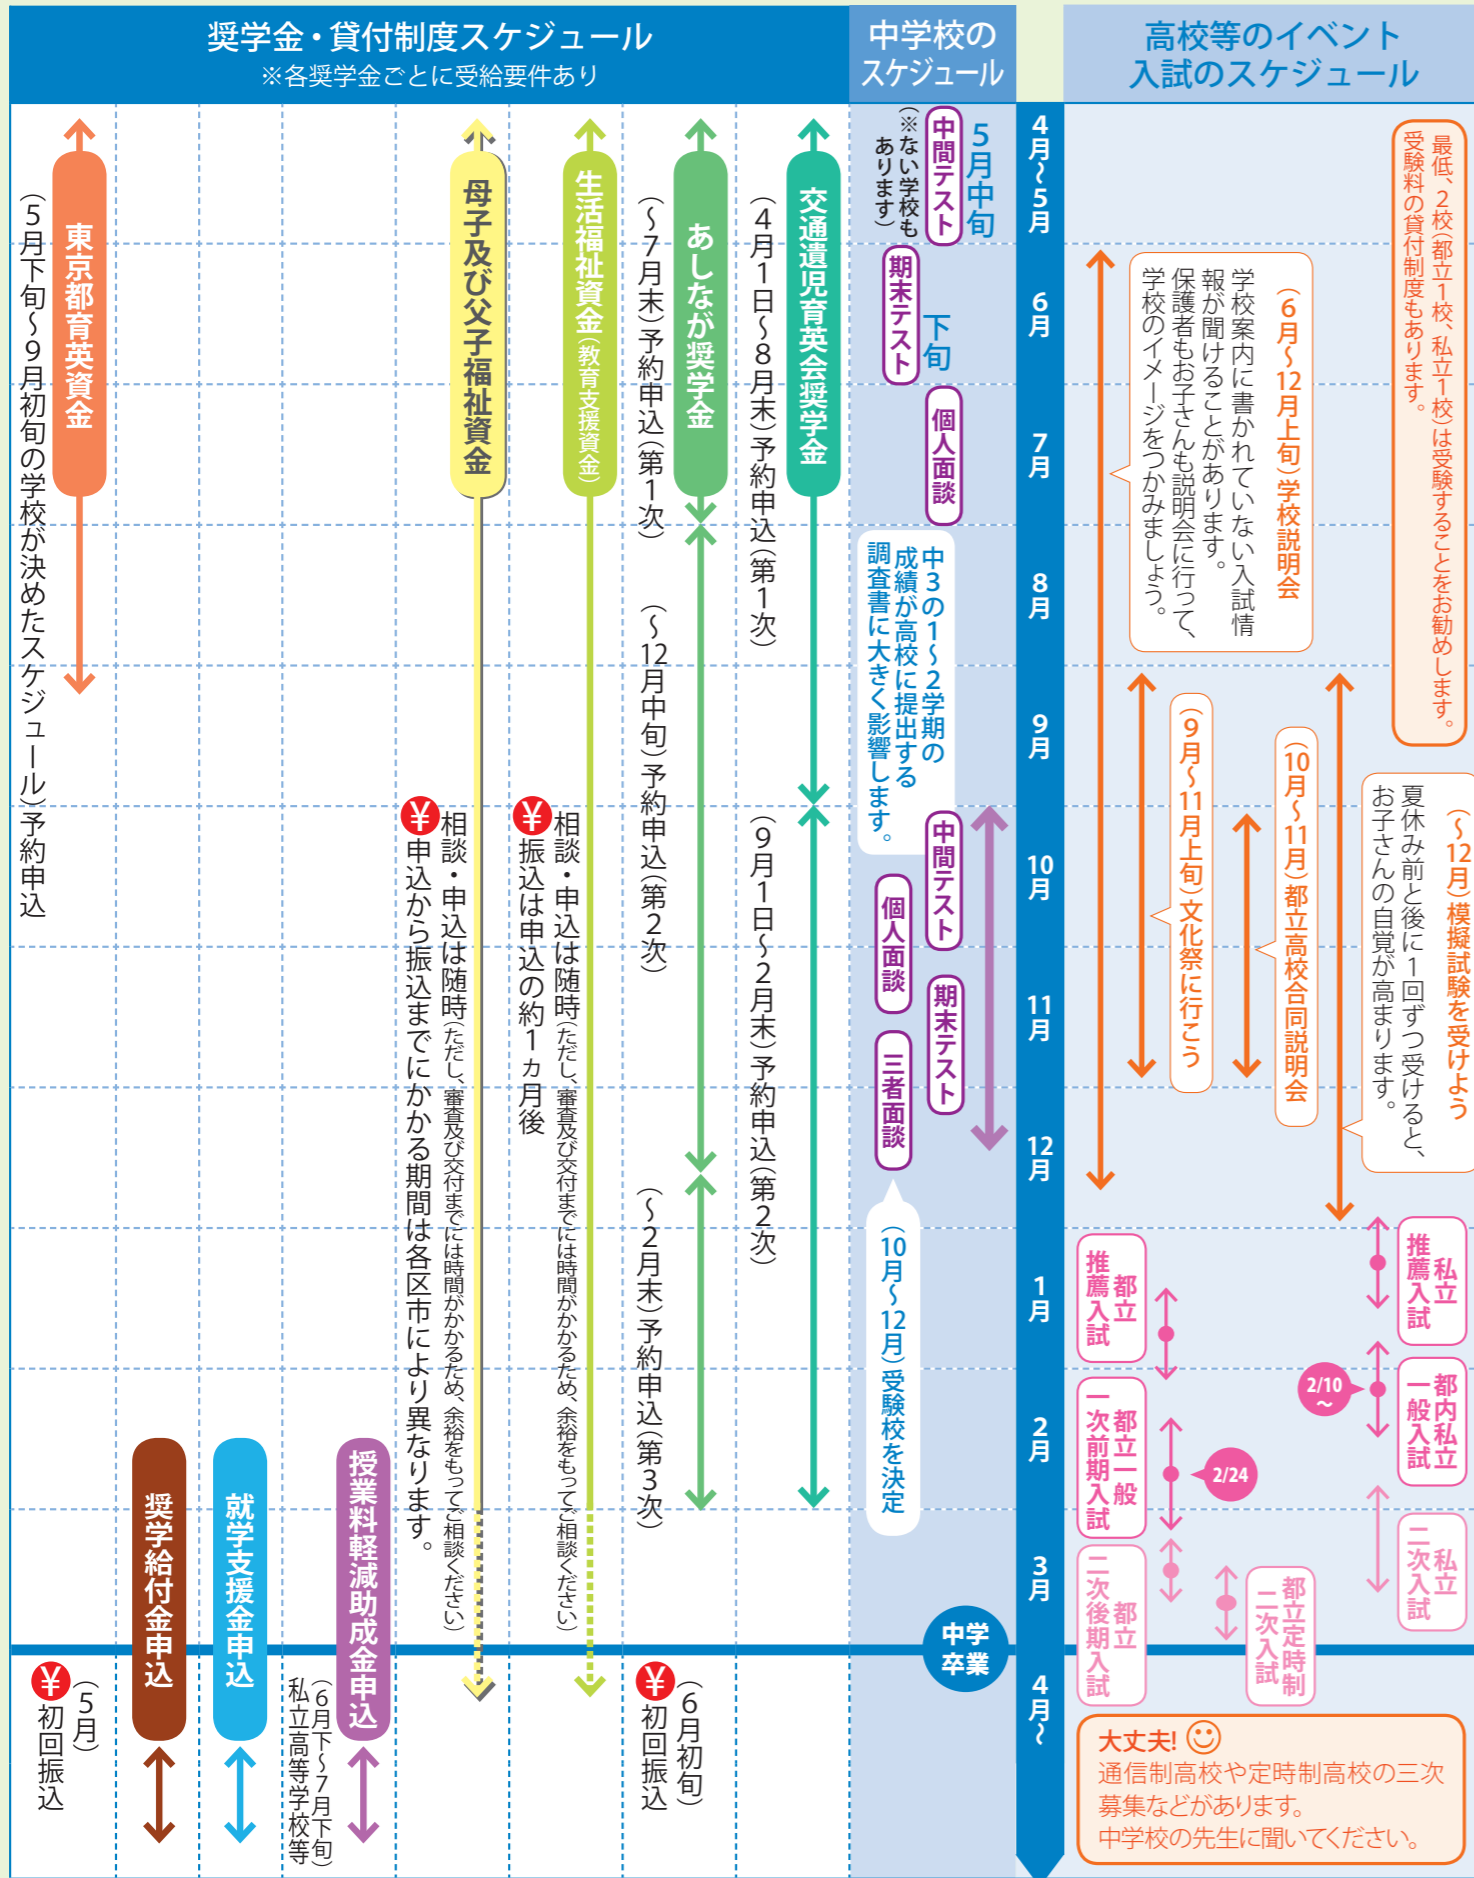 奨学金・貸付制度スケジュール
※各奨学金ごとに受給要件あり
中学校の
スケジュール
高校等のイベント
入試のスケジュール
4月〜5月
6月
7月
8月
9月
10月
11月
12月
1月
2月
3月
4月〜
中学
卒業
最低、2校(都立1校、私立1校)は受験することをお勧めします。
受験料の貸付制度もあります。
(〜12月)模擬試験を受けよう
夏休み前と後に1回ずつ受けると、
お子さんの自覚が高まります。
(6月〜12月上旬)学校説明会
学校案内に書かれていない入試情
報が聞けることがあります。
保護者もお子さんも説明会に行って、
学校のイメージをつかみましょう。
(10月〜11月)都立高校合同説明会
(9月〜11月上旬)文化祭に行こう
私立
推薦入試
都内私立
一般入試
2/10
〜
私立
二次入試
都立
推薦入試
都立一般
一次前期入試
2/24
都立
二次後期入試
都立定時制
二次入試
大丈夫!
通信制高校や定時制高校の三次
募集などがあります。
中学校の先生に聞いてください。
5月中旬
中間テスト
(※ない学校も
あります)
期末テスト
下旬
個人面談
中3の1〜2学期の
成績が高校に提出する
調査書に大きく影響します。
中間テスト
個人面談
期末テスト
三者面談
(10月〜12月)受験校を決定
交通遺児育英会奨学金
(4月1日〜8月末)予約申込(第1次)
(9月1日〜2月末)予約申込(第2次)
あしなが奨学金
(〜7月末)予約申込(第1次)
(〜12月中旬)予約申込(第2次)
(〜2月末)予約申込(第3次)
(6月初旬)
¥初回振込
生活福祉資金(教育支援資金)
相談・申込は随時(ただし、審査及び交付までには時間がかかるため、余裕をもってご相談ください)
¥振込は申込の約1ヵ月後
母子及び父子福祉資金
相談・申込は随時(ただし、審査及び交付までには時間がかかるため、余裕をもってご相談ください)
¥申込から振込までにかかる期間は各区市により異なります。
授業料軽減助成金申込
(6月下〜7月下旬)
私立高等学校等
就学支援金申込
奨学給付金申込
東京都育英資金
(5月下旬〜9月初旬の学校が決めたスケジュール)予約申込
(5月)
¥初回振込